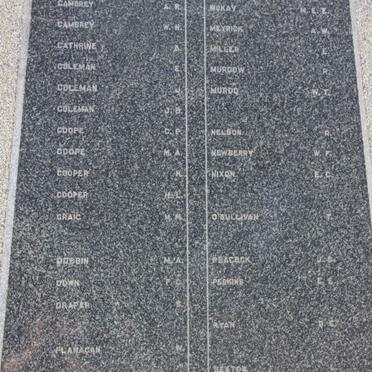 CAMBREY A. R.
CAMBREY W. H.
CATHRINE A.
COLEMAN E.
COLEMAN J.
COLEMAN J. B.
COOPE C. P.
COOPE M. A.
COOPER K.
COOPER H. L.
CRAIG M. M.
DOBBIN M. A.
DOWN F. C.
DRAPER S.
FLANAGAN W.
McKAY
MEYRICK A. W.
MILLER E.
MURDOW R.
MURDO W. T.
NELSON R.
NEWBERRY
NIXON E. C.
O'SULLIVAN T.
PEACOCK
PERKINS
RYAN
SEXTON